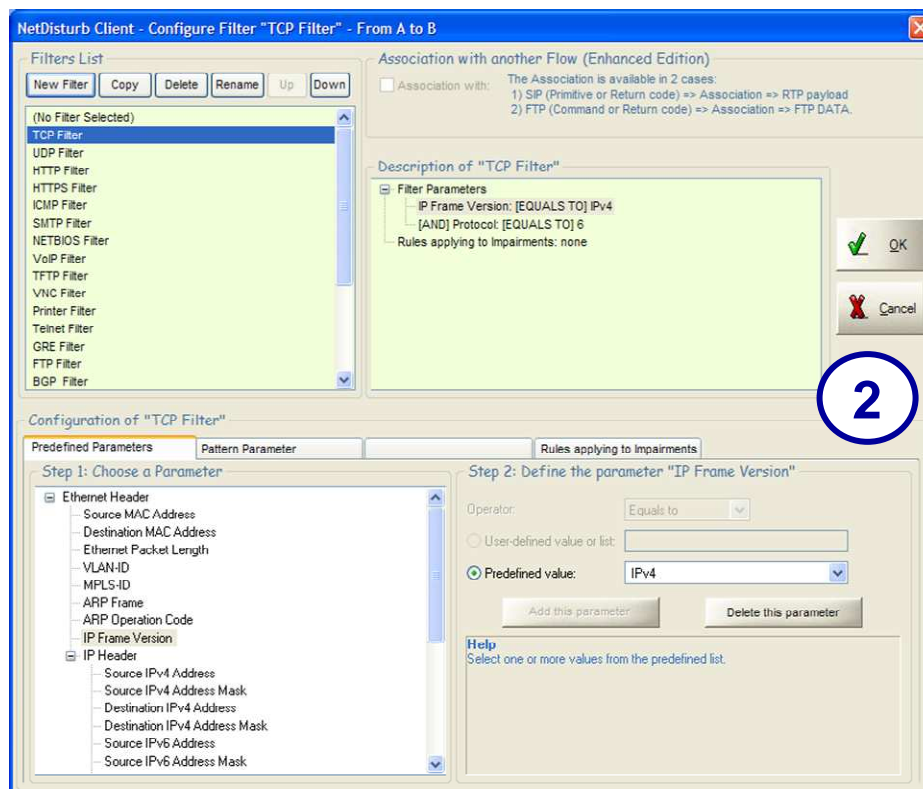 NetDisturb Client - Configure Filter "TCP Filter" - From A to B
Filters List
New Filter Copy Delete Rename Up Down
(No Filter Selected)
TCP Filter
UDP Filter
HTTP Filter
HTTPS Filter
ICMP Filter
SMTP Filter
NETBIOS Filter
VoIP Filter
TFTP Filter
VNC Filter
Printer Filter
Telnet Filter
GRE Filter
FTP Filter
BGP Filter
Association with another Flow (Enhanced Edition)
Association with: The Association is available in 2 cases:
1) SIP (Primitive or Return code) => Association => RTP payload
2) FTP (Command or Return code) => Association => FTP DATA.
Description of "TCP Filter"
Filter Parameters
IP Frame Version: [EQUALS TO] IPv4
[AND] Protocol: [EQUALS TO] 6
Rules applying to Impairments: none
OK
Cancel
2
Configuration of "TCP Filter"
Predefined Parameters Pattern Parameter Rules applying to Impairments
Step 1: Choose a Parameter
Ethernet Header
Source MAC Address
Destination MAC Address
Ethernet Packet Length
VLAN-ID
MPLS-ID
ARP Frame
ARP Operation Code
IP Frame Version
IP Header
Source IPv4 Address
Source IPv4 Address Mask
Destination IPv4 Address
Destination IPv4 Address Mask
Source IPv6 Address
Source IPv6 Address Mask
Step 2: Define the parameter "IP Frame Version"
Operator: Equals to
User-defined value or list:
Predefined value: IPv4
Add this parameter Delete this parameter
Help
Select one or more values from the predefined list.